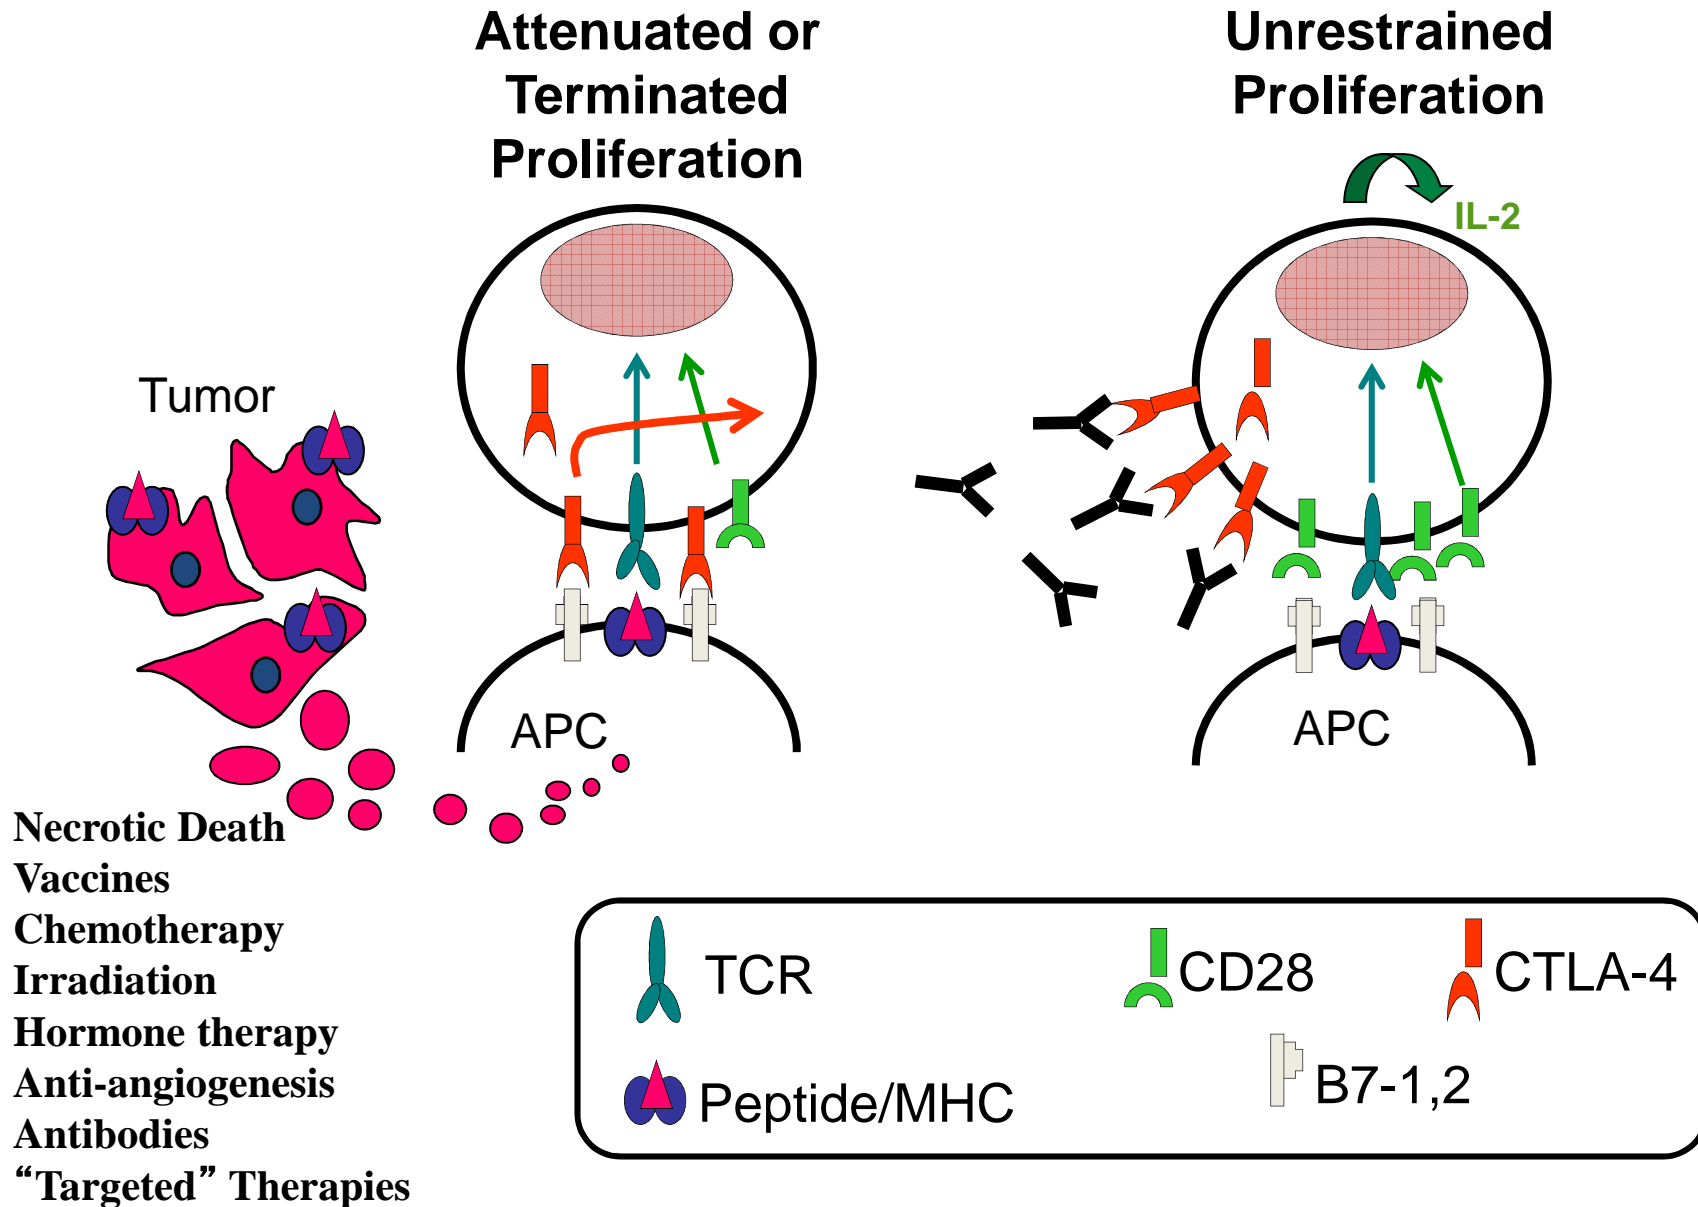 Attenuated or
Terminated
Proliferation
Unrestrained
Proliferation
IL-2
Tumor
APC
APC
Necrotic Death
Vaccines
Chemotherapy
Irradiation
Hormone therapy
Anti-angiogenesis
Antibodies
“Targeted” Therapies
TCR
CD28
CTLA-4
Peptide/MHC
B7-1,2